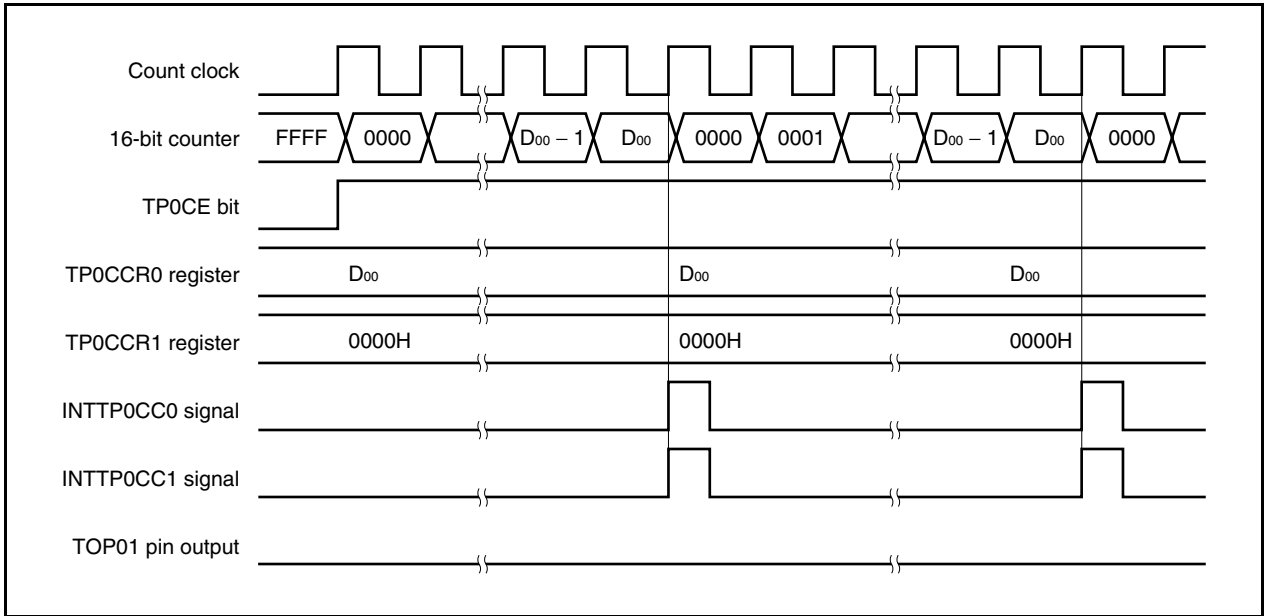 Count clock
16-bit counter FFFF 0000 D00 − 1 D00 0000 0001 D00 − 1 D00 0000
TP0CE bit
TP0CCR0 register D00 D00 D00
TP0CCR1 register 0000H 0000H 0000H
INTTP0CC0 signal
INTTP0CC1 signal
TOP01 pin output